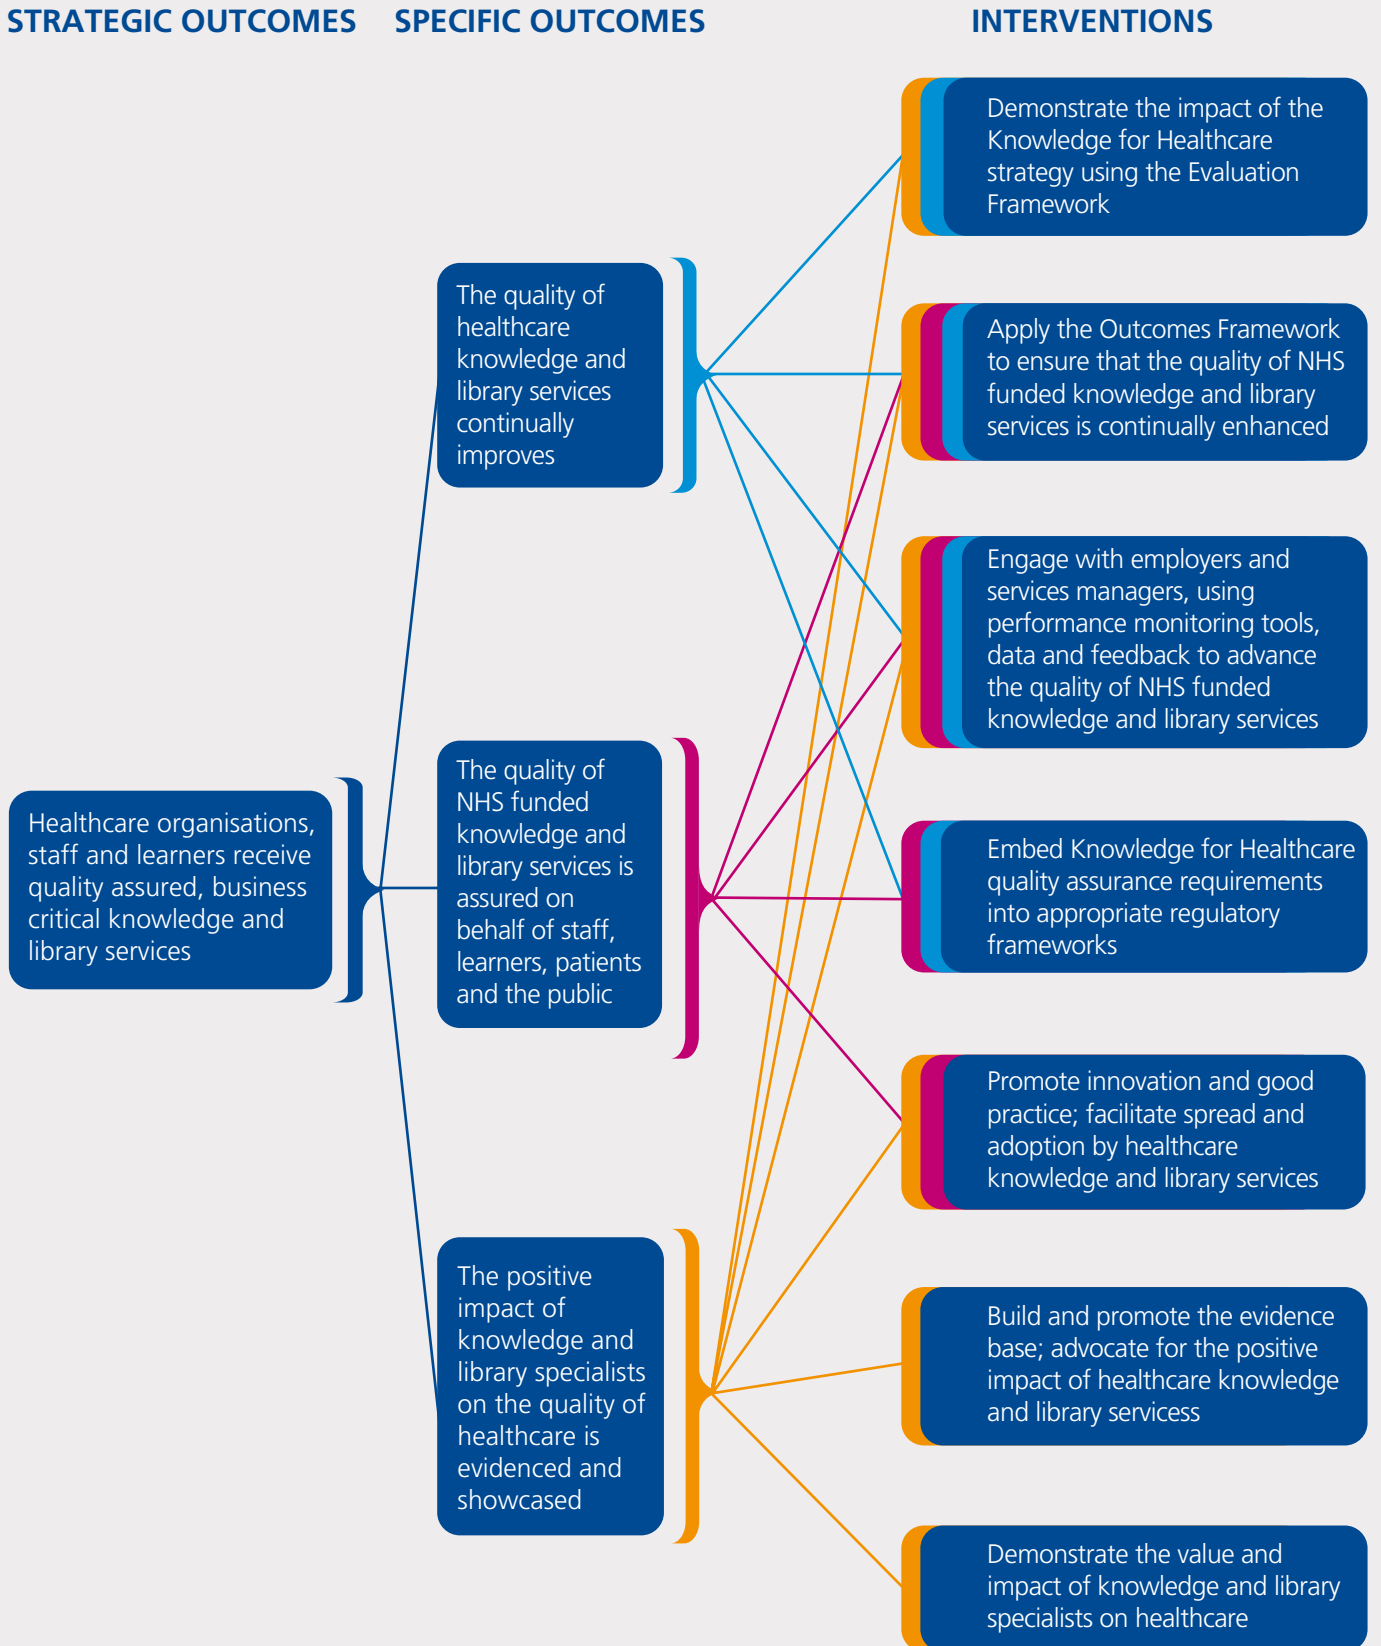 STRATEGIC OUTCOMES
SPECIFIC OUTCOMES
INTERVENTIONS
Healthcare organisations,
staff and learners receive
quality assured, business
critical knowledge and
library services
The quality of
healthcare
knowledge and
library services
continually
improves
The quality of
NHS funded
knowledge and
library services is
assured on
behalf of staff,
learners, patients
and the public
The positive
impact of
knowledge and
library specialists
on the quality of
healthcare is
evidenced and
showcased
Demonstrate the impact of the
Knowledge for Healthcare
strategy using the Evaluation
Framework
Apply the Outcomes Framework
to ensure that the quality of NHS
funded knowledge and library
services is continually enhanced
Engage with employers and
services managers, using
performance monitoring tools,
data and feedback to advance
the quality of NHS funded
knowledge and library services
Embed Knowledge for Healthcare
quality assurance requirements
into appropriate regulatory
frameworks
Promote innovation and good
practice; facilitate spread and
adoption by healthcare
knowledge and library services
Build and promote the evidence
base; advocate for the positive
impact of healthcare knowledge
and library servicess
Demonstrate the value and
impact of knowledge and library
specialists on healthcare